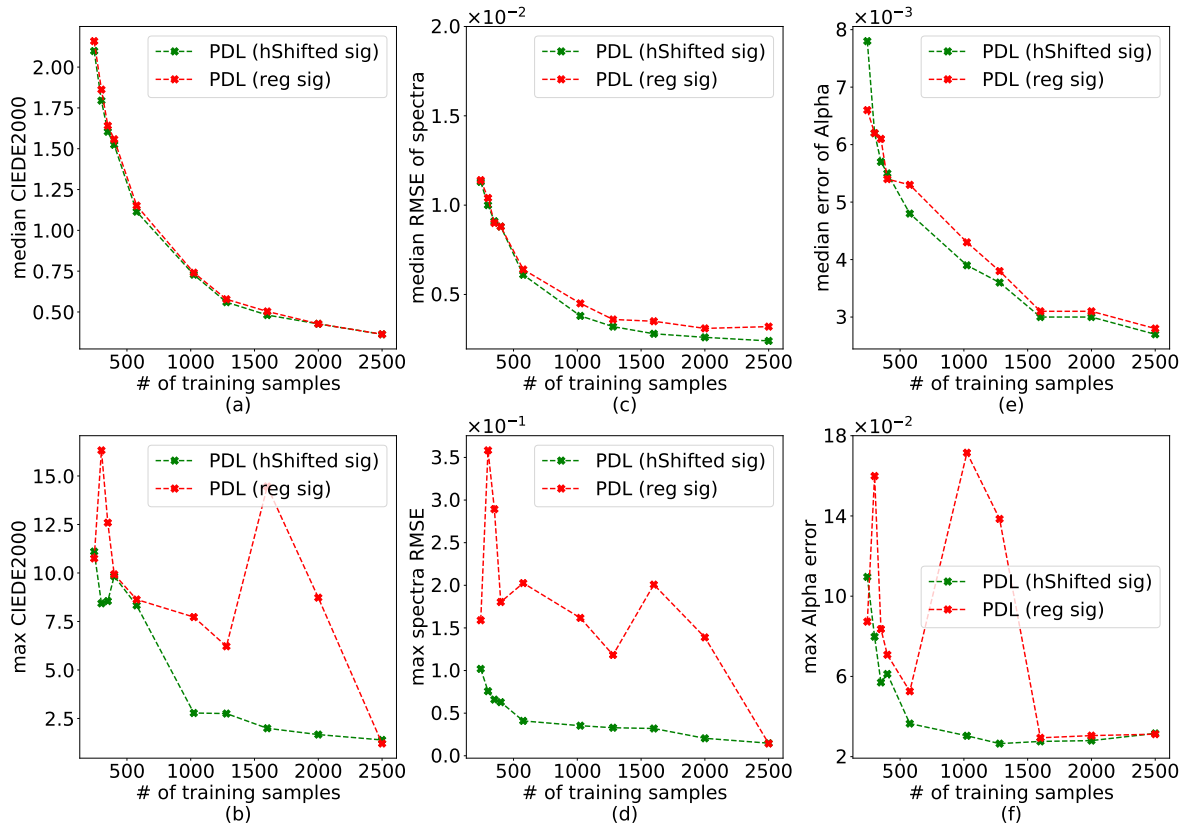 median CIEDE2000
2.00
1.75
1.50
1.25
1.00
0.75
0.50
PDL (hShifted sig)
PDL (reg sig)
500 1000 1500 2000 2500
# of training samples
(a)
×10⁻²
median RMSE of spectra
2.0
1.0
0.5
PDL (hShifted sig)
PDL (reg sig)
500 1000 1500 2000 2500
# of training samples
(c)
×10⁻³
median error of Alpha
8
7
6
5
4
3
PDL (hShifted sig)
PDL (reg sig)
500 1000 1500 2000 2500
# of training samples
(e)
max CIEDE2000
15.0
12.5
10.0
7.5
5.0
2.5
PDL (hShifted sig)
PDL (reg sig)
500 1000 1500 2000 2500
# of training samples
(b)
×10⁻¹
max spectra RMSE
3.5
3.0
2.5
2.0
1.5
1.0
0.5
0.0
PDL (hShifted sig)
PDL (reg sig)
500 1000 1500 2000 2500
# of training samples
(d)
×10⁻²
max Alpha error
18
14
10
6
2
PDL (hShifted sig)
PDL (reg sig)
500 1000 1500 2000 2500
# of training samples
(f)